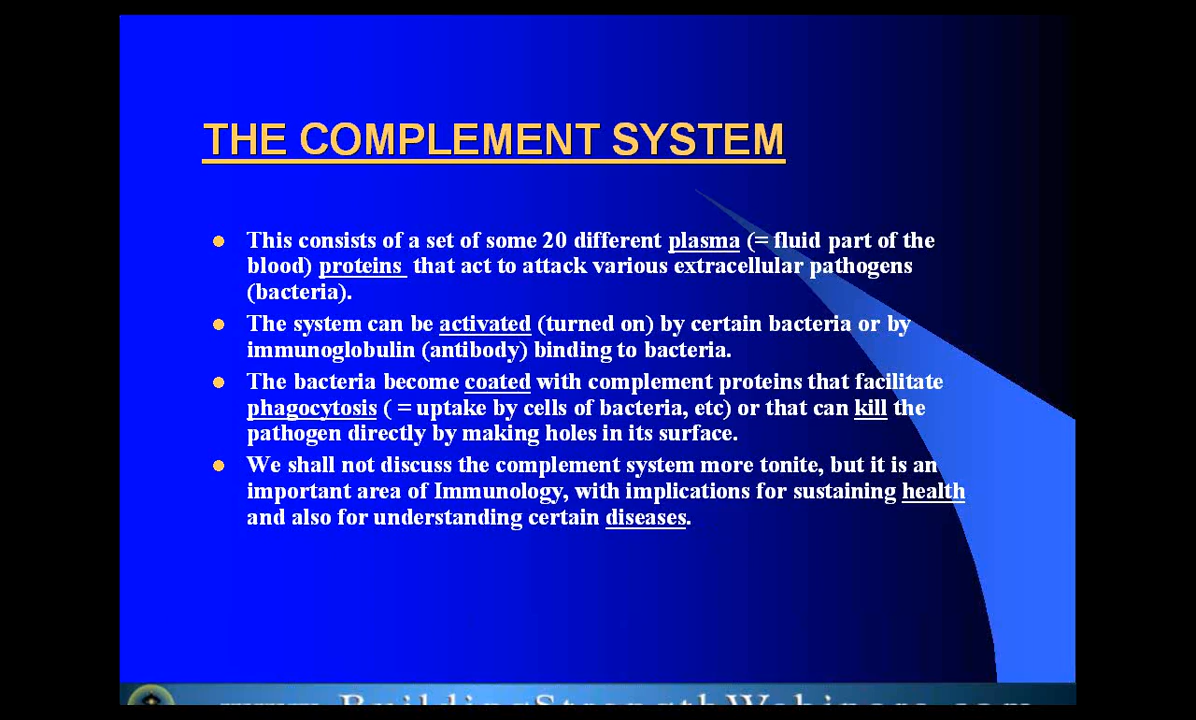 THE COMPLEMENT SYSTEM
This consists of a set of some 20 different plasma (= fluid part of the
blood) proteins that act to attack various extracellular pathogens
(bacteria).
The system can be activated (turned on) by certain bacteria or by
immunoglobulin (antibody) binding to bacteria.
The bacteria become coated with complement proteins that facilitate
phagocytosis ( = uptake by cells of bacteria, etc) or that can kill the
pathogen directly by making holes in its surface.
We shall not discuss the complement system more tonite, but it is an
important area of Immunology, with implications for sustaining health
and also for understanding certain diseases.
www.BuildingStrengthWebinars.com